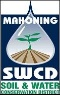 MAHONING
SWCD
SOIL & WATER
CONSERVATION DISTRICT